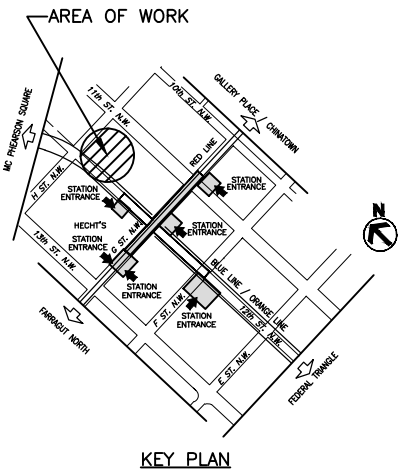 AREA OF WORK
11th ST. N.W.
10th ST. N.W.
GALLERY PLACE /
CHINATOWN
MC PHEARSON SQUARE
RED LINE
H ST. N.W.
STATION
ENTRANCE
STATION
ENTRANCE
HECHT'S
G ST. N.W.
STATION
ENTRANCE
13th ST. N.W.
STATION
ENTRANCE
STATION
ENTRANCE
N
BLUE LINE /
ORANGE LINE
12th ST. N.W.
F ST. N.W.
STATION
ENTRANCE
FARRAGUT NORTH
E ST. N.W.
FEDERAL TRIANGLE
KEY PLAN